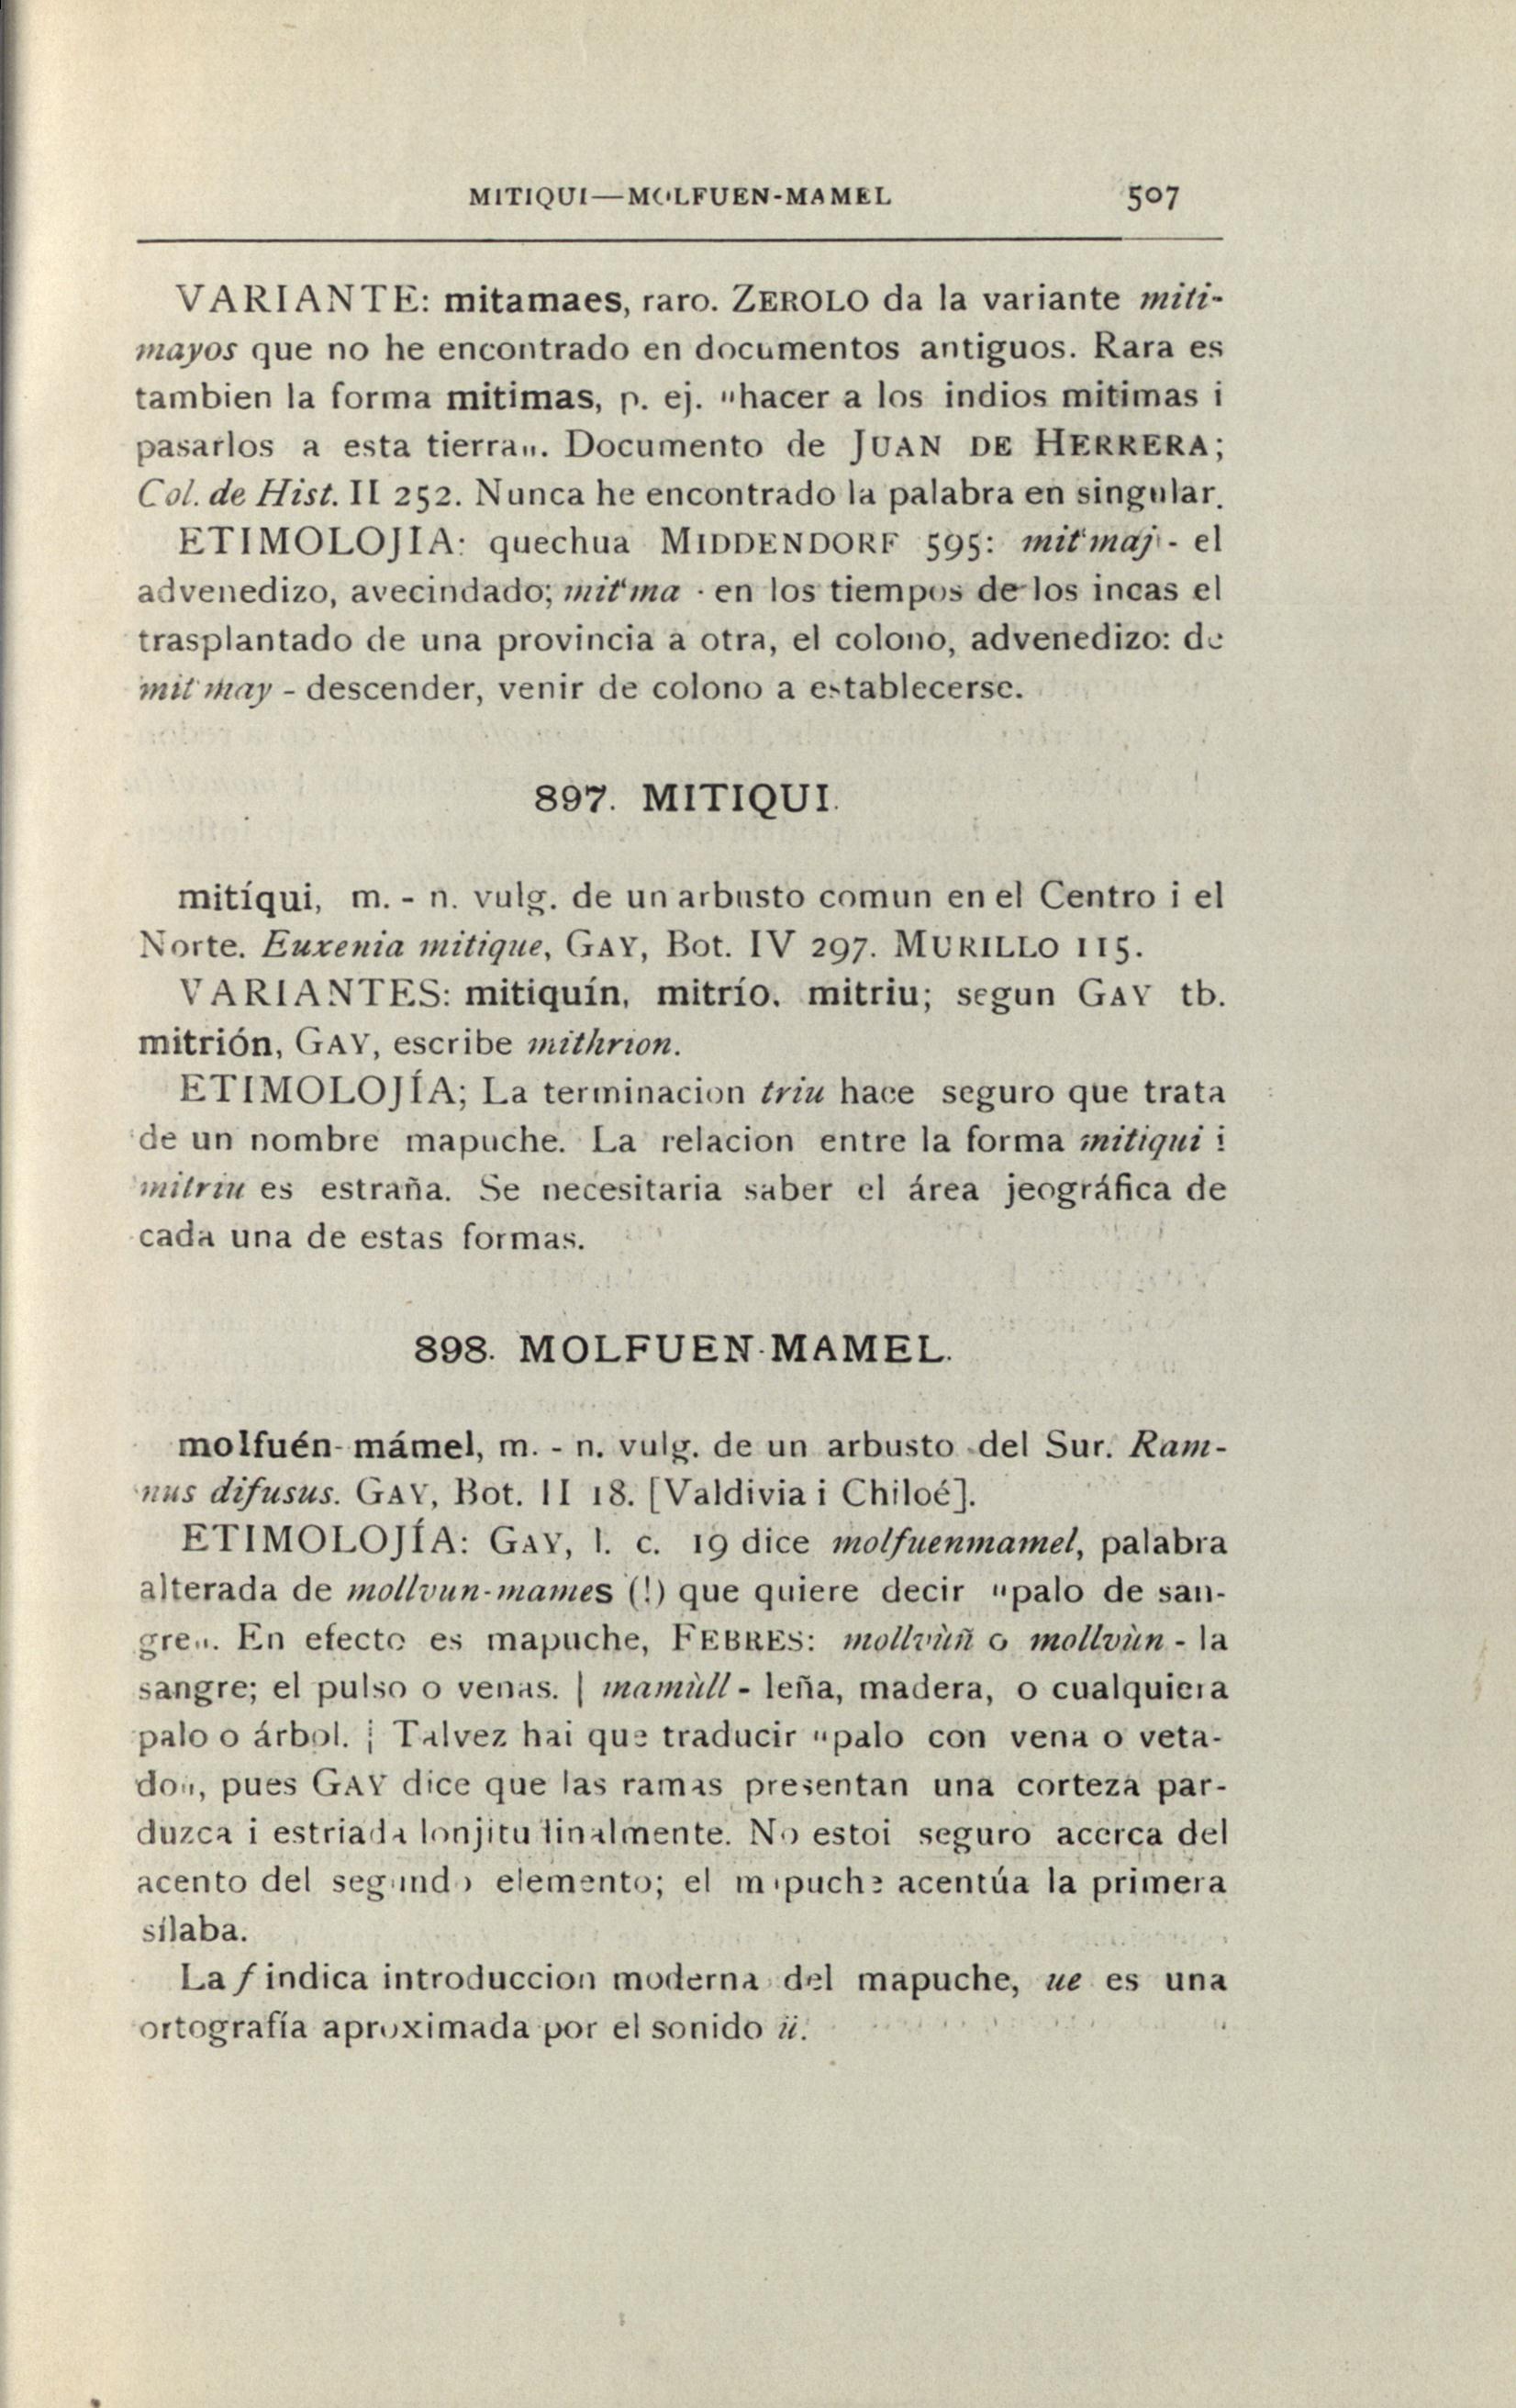 MITIQUI—MOLFUEN-MAMEL 507
VARIANTE: mitamaes, raro. ZEROLO da la variante miti-
mayos que no he encontrado en documentos antiguos. Rara es
tambien la forma mitimas, p. ej. "hacer a los indios mitimas i
pasarlos a esta tierra". Documento de JUAN DE HERRERA;
Col. de Hist. II 252. Nunca he encontrado la palabra en singular.
ETIMOLOJIA: quechua MIDDENDORF 595: mit‘maj - el
advenedizo, avecindado; mit‘ma - en los tiempos de los incas el
trasplantado de una provincia a otra, el colono, advenedizo: de
mit‘may - descender, venir de colono a establecerse.
897. MITIQUI.
mitíqui, m. - n. vulg. de un arbusto comun en el Centro i el
Norte. Euxenia mitique, GAY, Bot. IV 297. MURILLO 115.
VARIANTES: mitiquín, mitrío, mitriu; segun GAY tb.
mitrión, GAY, escribe mithrion.
ETIMOLOJÍA; La terminacion triu hace seguro que trata
de un nombre mapuche. La relacion entre la forma mitiqui i
mitriu es estraña. Se necesitaria saber el área jeográfica de
cada una de estas formas.
898. MOLFUEN-MAMEL.
molfuén-mámel, m. - n. vulg. de un arbusto del Sur. Ram-
nus difusus. GAY, Bot. II 18. [Valdivia i Chiloé].
ETIMOLOJÍA: GAY, l. c. 19 dice molfuenmamel, palabra
alterada de mollvun-mames (!) que quiere decir "palo de san-
gre". En efecto es mapuche, FEBRES: mollvùñ o mollvùn - la
sangre; el pulso o venas. | mamùll - leña, madera, o cualquiera
palo o árbol. | Talvez hai que traducir "palo con vena o veta-
do", pues GAY dice que las ramas presentan una corteza par-
duzca i estriada lonjitudinalmente. No estoi seguro acerca del
acento del segundo elemento; el mapuche acentúa la primera
sílaba.
La f indica introduccion moderna del mapuche, ue es una
ortografía aproximada por el sonido ü.